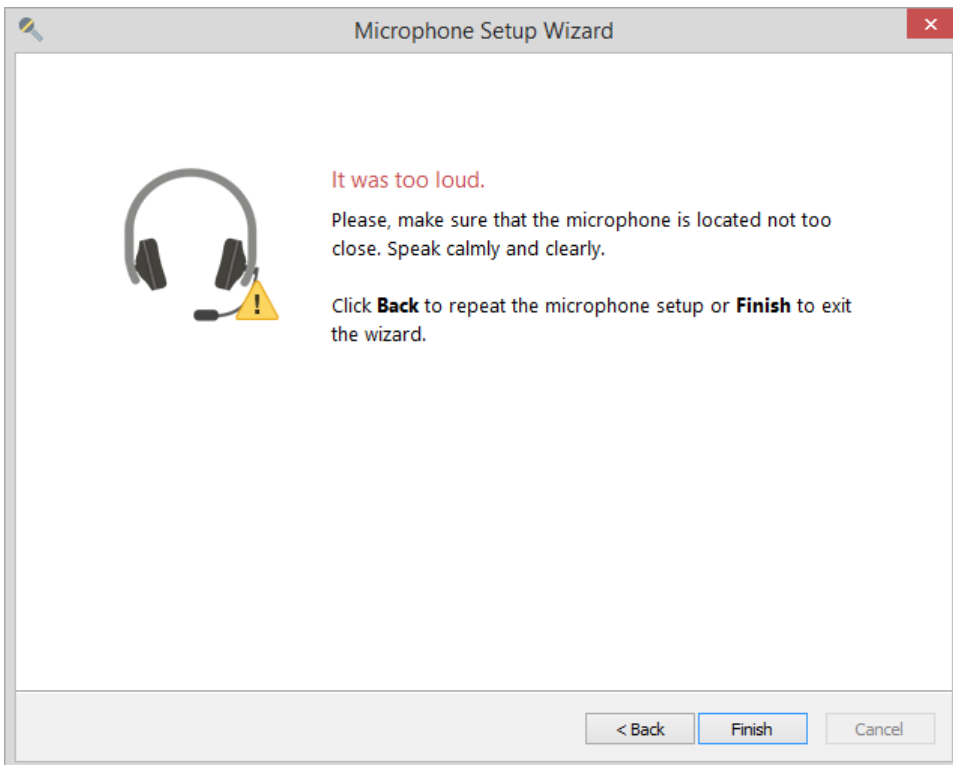 Microphone Setup Wizard
It was too loud.
Please, make sure that the microphone is located not too
close. Speak calmly and clearly.
Click Back to repeat the microphone setup or Finish to exit
the wizard.
< Back Finish Cancel